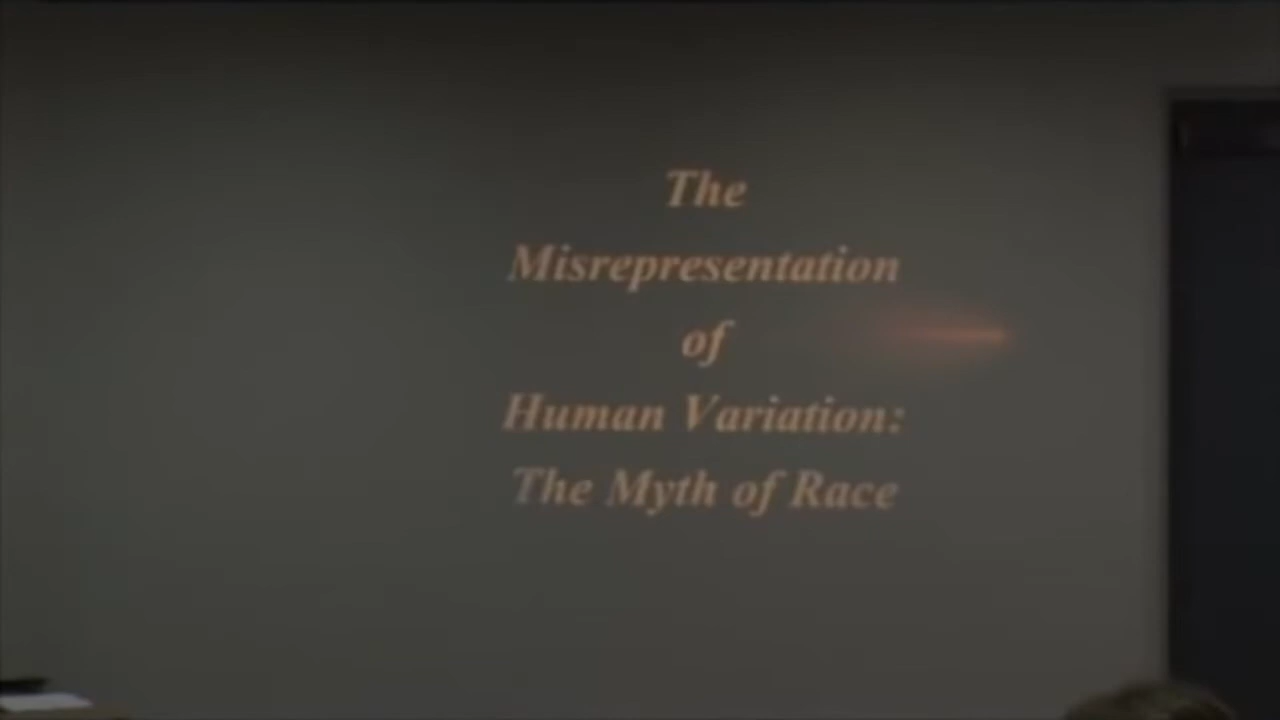 The
Misrepresentation
of
Human Variation:
The Myth of Race